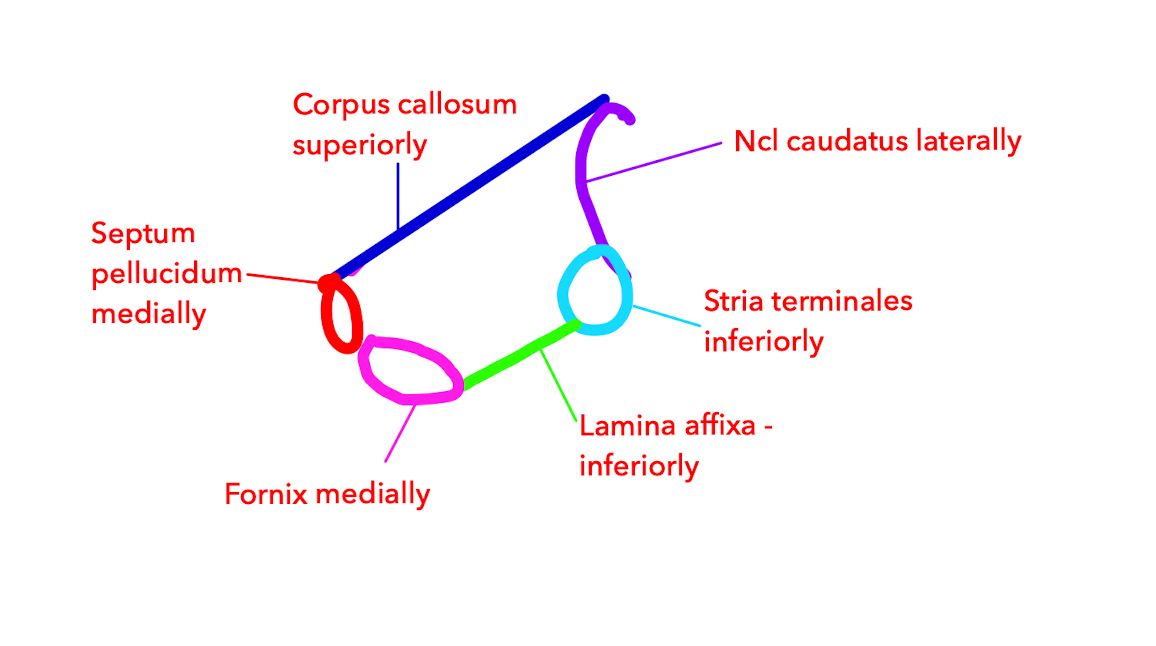 Corpus callosum
superiorly
Ncl caudatus laterally
Septum
pellucidum
medially
Stria terminales
inferiorly
Lamina affixa -
inferiorly
Fornix medially